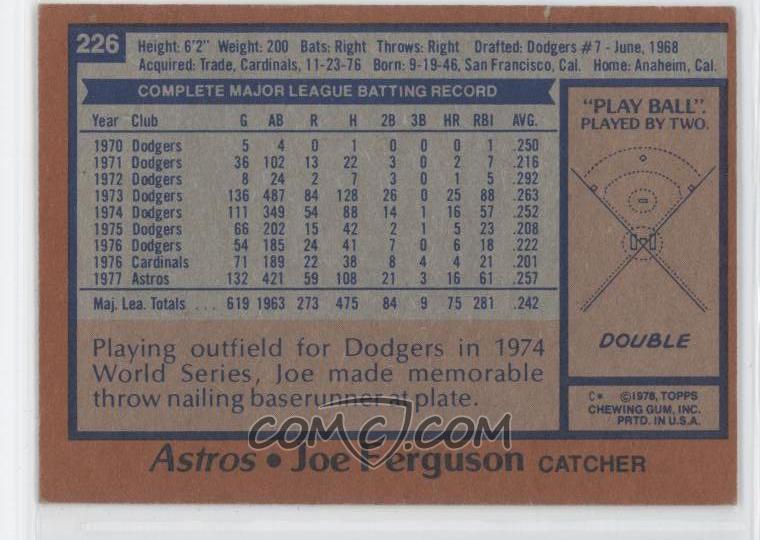 226
Height: 6'2" Weight: 200 Bats: Right Throws: Right Drafted: Dodgers #7 - June, 1968
Acquired: Trade, Cardinals, 11-23-76 Born: 9-19-46, San Francisco, Cal. Home: Anaheim, Cal.
COMPLETE MAJOR LEAGUE BATTING RECORD
Year Club G AB R H 2B 3B HR RBI AVG.
1970 Dodgers 5 4 0 1 0 0 0 1 .250
1971 Dodgers 36 102 13 22 3 0 2 7 .216
1972 Dodgers 8 24 2 7 3 0 1 5 .292
1973 Dodgers 136 487 84 128 26 0 25 88 .263
1974 Dodgers 111 349 54 88 14 1 16 57 .252
1975 Dodgers 66 202 15 42 2 1 5 23 .208
1976 Dodgers 54 185 24 41 7 0 6 18 .222
1976 Cardinals 71 189 22 38 8 4 4 21 .201
1977 Astros 132 421 59 108 21 3 16 61 .257
Maj. Lea. Totals ... 619 1963 273 475 84 9 75 281 .242
Playing outfield for Dodgers in 1974
World Series, Joe made memorable
throw nailing baserunner at plate.
"PLAY BALL".
PLAYED BY TWO.
DOUBLE
C* ©1978, TOPPS
CHEWING GUM, INC.
PRTD. IN U.S.A.
COMC.COM
Astros • Joe Ferguson CATCHER